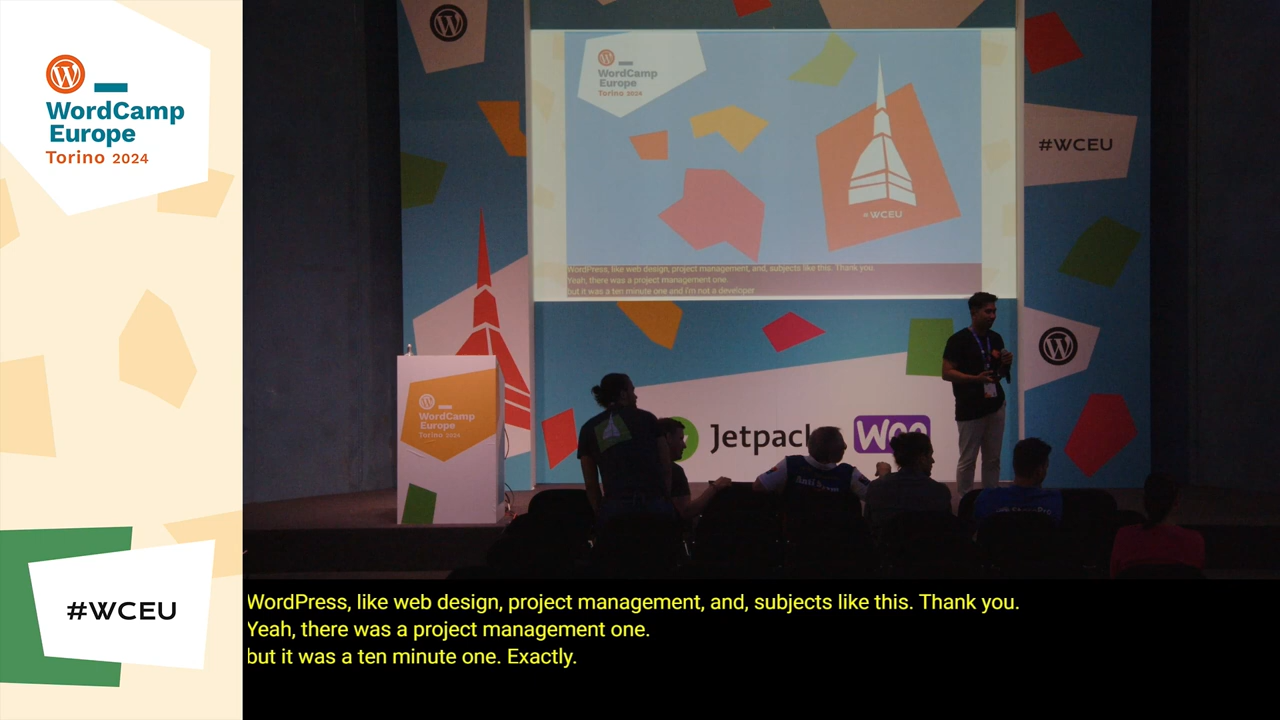 WordCamp
Europe
Torino 2024
#WCEU
WordCamp
Europe
Torino 2024
#WCEU
WordPress, like web design, project management, and, subjects like this. Thank you.
Yeah, there was a project management one.
but it was a ten minute one and i'm not a developer
#WCEU
WordCamp
Europe
Torino 2024
Jetpack
Woo
WordPress, like web design, project management, and, subjects like this. Thank you.
Yeah, there was a project management one.
but it was a ten minute one. Exactly.